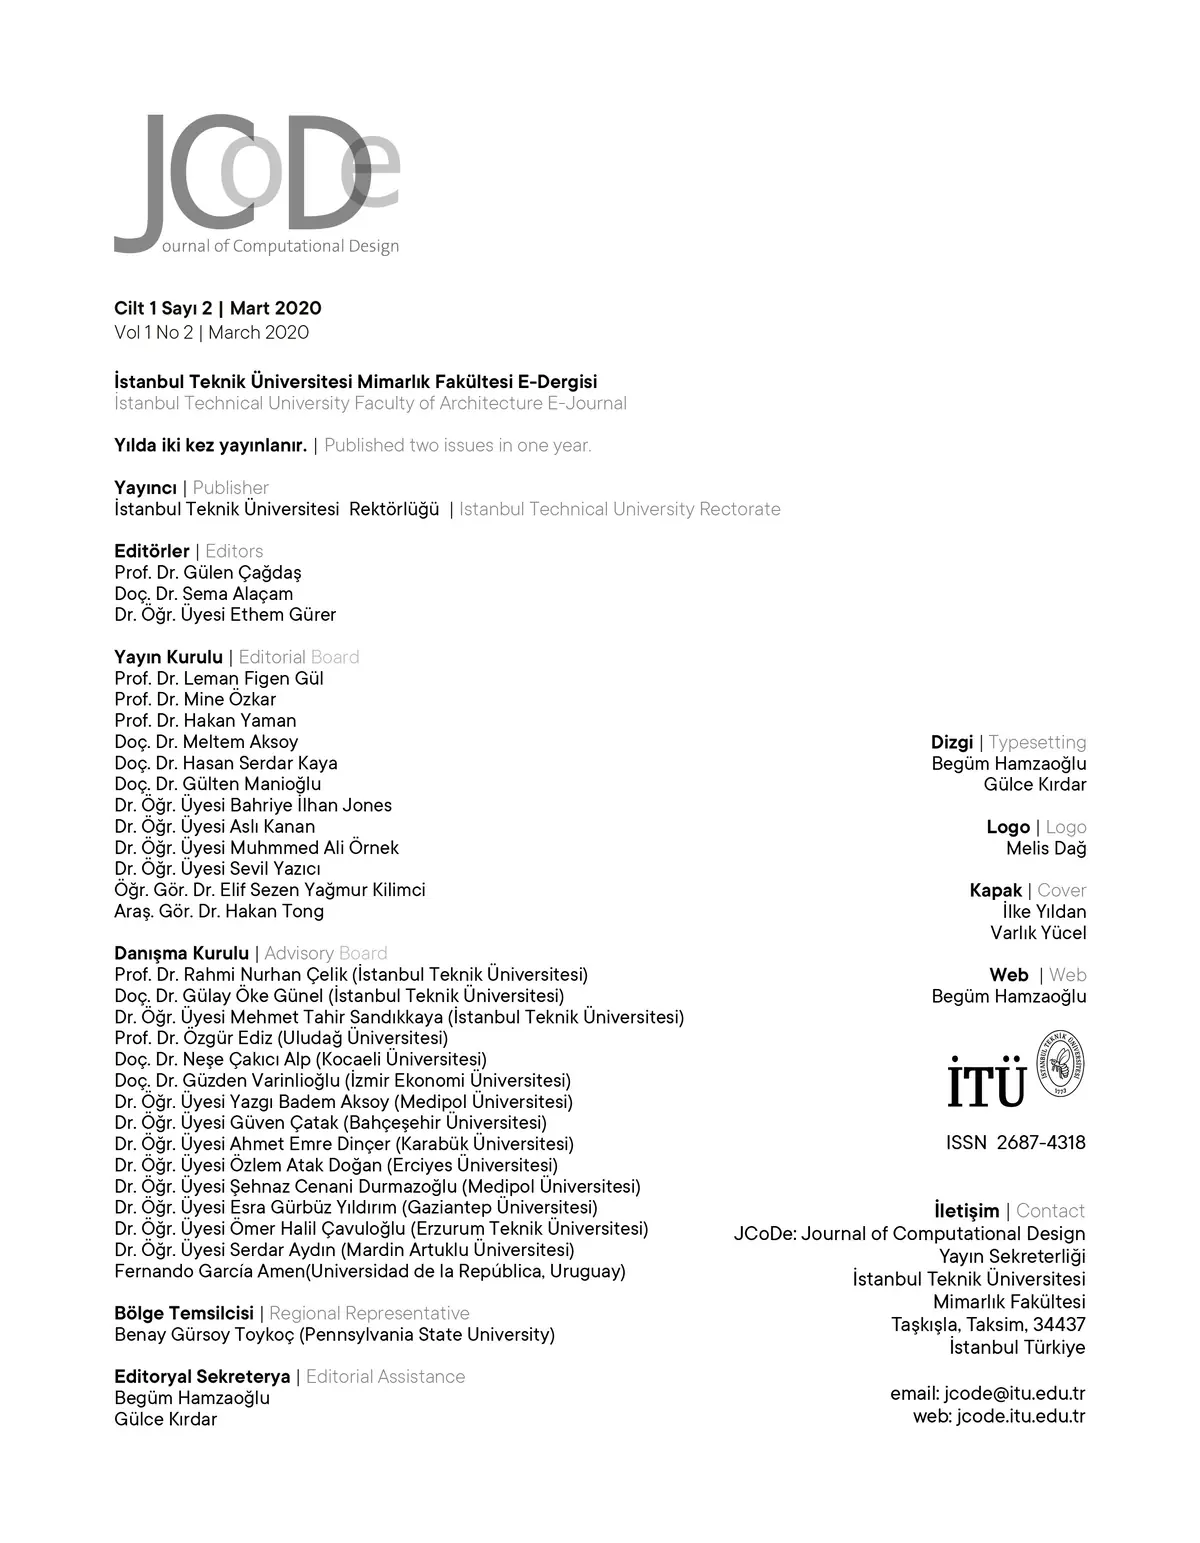 JCoDe
Journal of Computational Design
Cilt 1 Sayı 2 | Mart 2020
Vol 1 No 2 | March 2020
İstanbul Teknik Üniversitesi Mimarlık Fakültesi E-Dergisi
İstanbul Technical University Faculty of Architecture E-Journal
Yılda iki kez yayınlanır. | Published two issues in one year.
Yayıncı | Publisher
İstanbul Teknik Üniversitesi Rektörlüğü | Istanbul Technical University Rectorate
Editörler | Editors
Prof. Dr. Gülen Çağdaş
Doç. Dr. Sema Alaçam
Dr. Öğr. Üyesi Ethem Gürer
Yayın Kurulu | Editorial Board
Prof. Dr. Leman Figen Gül
Prof. Dr. Mine Özkar
Prof. Dr. Hakan Yaman
Doç. Dr. Meltem Aksoy
Doç. Dr. Hasan Serdar Kaya
Doç. Dr. Gülten Manioğlu
Dr. Öğr. Üyesi Bahriye İlhan Jones
Dr. Öğr. Üyesi Aslı Kanan
Dr. Öğr. Üyesi Muhmmed Ali Örnek
Dr. Öğr. Üyesi Sevil Yazıcı
Öğr. Gör. Dr. Elif Sezen Yağmur Kilimci
Araş. Gör. Dr. Hakan Tong
Danışma Kurulu | Advisory Board
Prof. Dr. Rahmi Nurhan Çelik (İstanbul Teknik Üniversitesi)
Doç. Dr. Gülay Öke Günel (İstanbul Teknik Üniversitesi)
Dr. Öğr. Üyesi Mehmet Tahir Sandıkkaya (İstanbul Teknik Üniversitesi)
Prof. Dr. Özgür Ediz (Uludağ Üniversitesi)
Doç. Dr. Neşe Çakıcı Alp (Kocaeli Üniversitesi)
Doç. Dr. Güzden Varinlioğlu (İzmir Ekonomi Üniversitesi)
Dr. Öğr. Üyesi Yazgı Badem Aksoy (Medipol Üniversitesi)
Dr. Öğr. Üyesi Güven Çatak (Bahçeşehir Üniversitesi)
Dr. Öğr. Üyesi Ahmet Emre Dinçer (Karabük Üniversitesi)
Dr. Öğr. Üyesi Özlem Atak Doğan (Erciyes Üniversitesi)
Dr. Öğr. Üyesi Şehnaz Cenani Durmazoğlu (Medipol Üniversitesi)
Dr. Öğr. Üyesi Esra Gürbüz Yıldırım (Gaziantep Üniversitesi)
Dr. Öğr. Üyesi Ömer Halil Çavuloğlu (Erzurum Teknik Üniversitesi)
Dr. Öğr. Üyesi Serdar Aydın (Mardin Artuklu Üniversitesi)
Fernando García Amen(Universidad de la República, Uruguay)
Bölge Temsilcisi | Regional Representative
Benay Gürsoy Toykoç (Pennsylvania State University)
Editoryal Sekreterya | Editorial Assistance
Begüm Hamzaoğlu
Gülce Kırdar
Dizgi | Typesetting
Begüm Hamzaoğlu
Gülce Kırdar
Logo | Logo
Melis Dağ
Kapak | Cover
İlke Yıldan
Varlık Yücel
Web | Web
Begüm Hamzaoğlu
İTÜ
İSTANBUL TEKNİK ÜNİVERSİTESİ
1773
ISSN 2687-4318
İletişim | Contact
JCoDe: Journal of Computational Design
Yayın Sekreterliği
İstanbul Teknik Üniversitesi
Mimarlık Fakültesi
Taşkışla, Taksim, 34437
İstanbul Türkiye
email: jcode@itu.edu.tr
web: jcode.itu.edu.tr